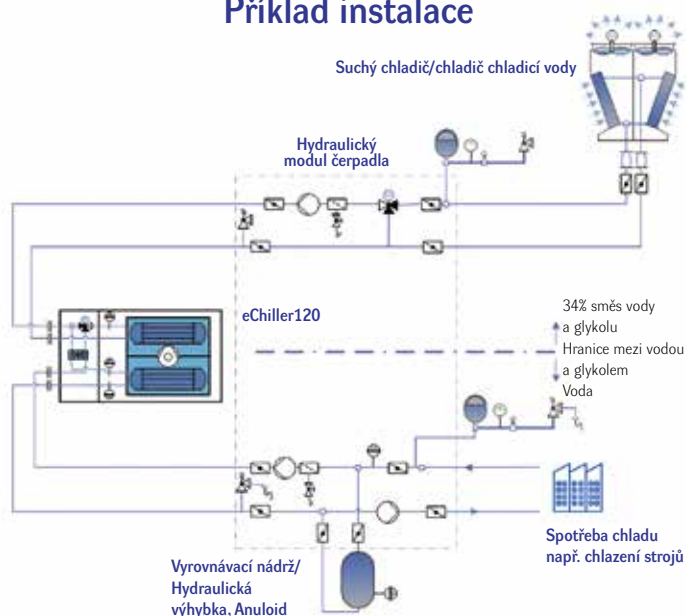 Příklad instalace
Suchý chladič/chladič chladicí vody
Hydraulický
modul čerpadla
eChiller120
34% směs vody
a glykolu
Hranice mezi vodou
a glykolem
Voda
Spotřeba chladu
např. chlazení strojů
Vyrovnávací nádrž/
Hydraulická
výhybka, Anuloid